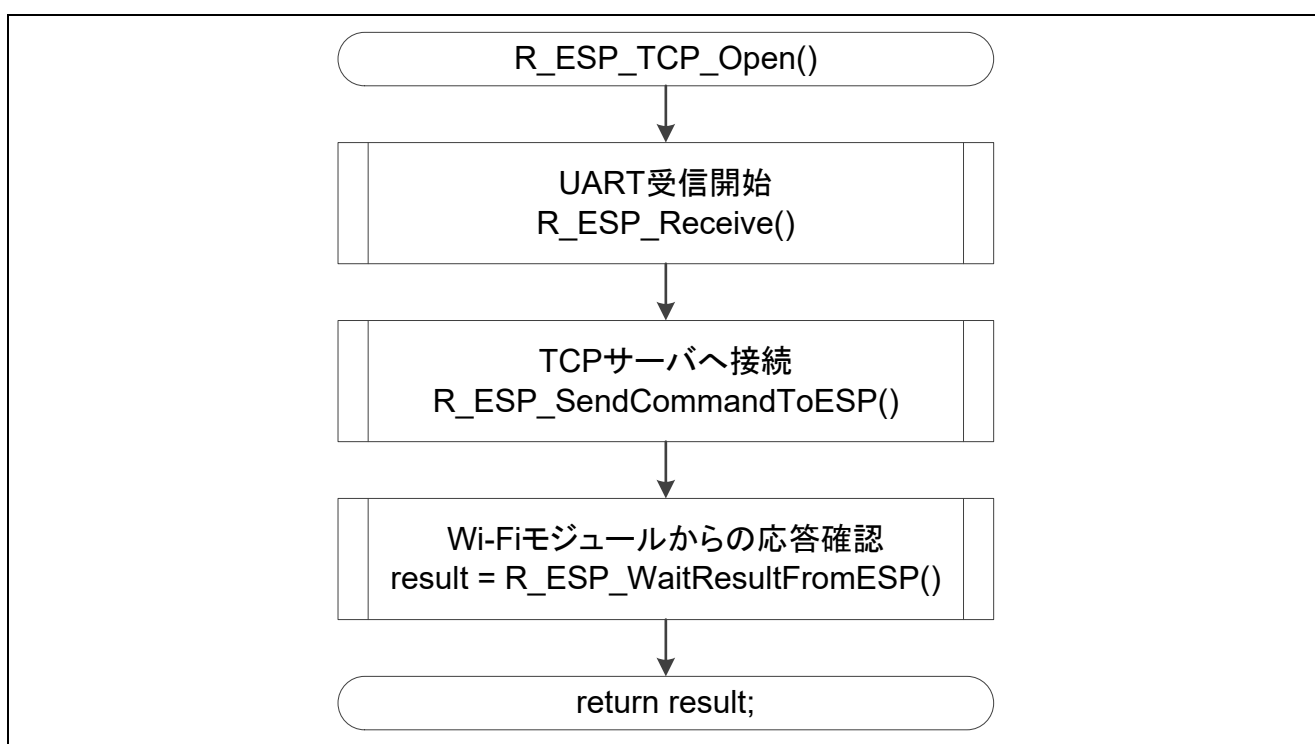 R_ESP_TCP_Open()
UART受信開始
R_ESP_Receive()
TCPサーバへ接続
R_ESP_SendCommandToESP()
Wi-Fiモジュールからの応答確認
result = R_ESP_WaitResultFromESP()
return result;